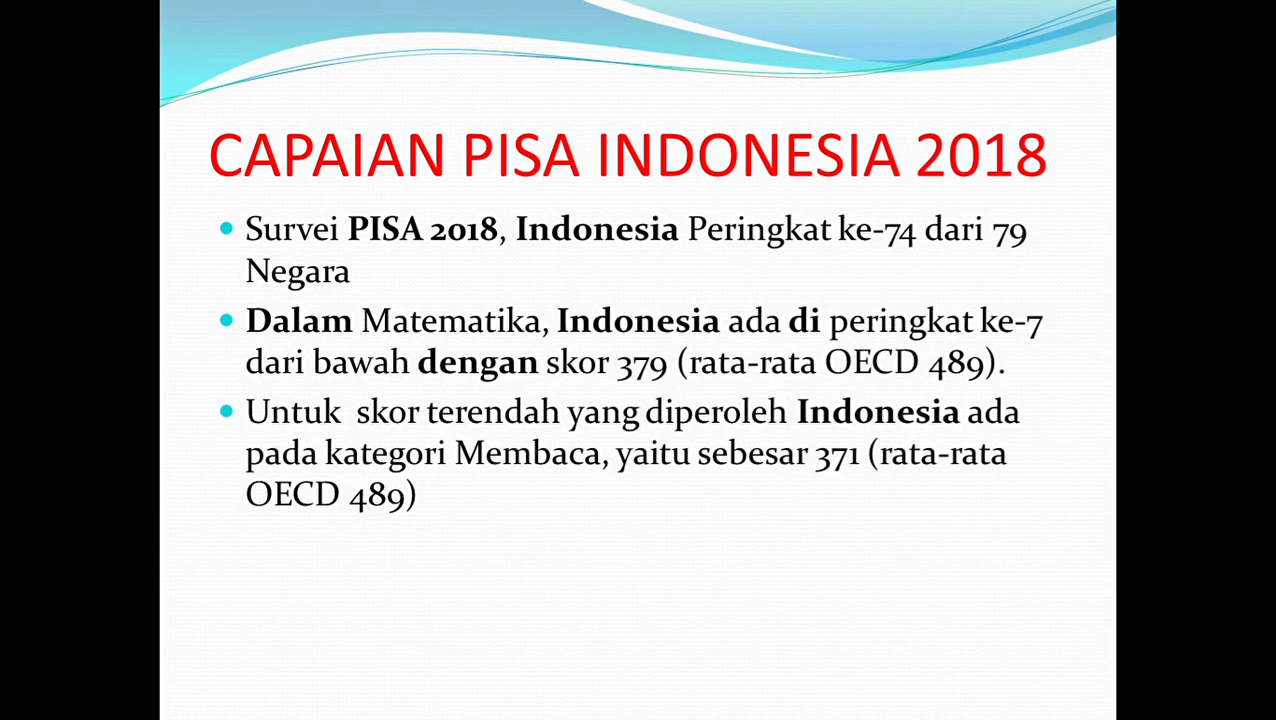 CAPAIAN PISA INDONESIA 2018
Survei PISA 2018, Indonesia Peringkat ke-74 dari 79
Negara
Dalam Matematika, Indonesia ada di peringkat ke-7
dari bawah dengan skor 379 (rata-rata OECD 489).
Untuk skor terendah yang diperoleh Indonesia ada
pada kategori Membaca, yaitu sebesar 371 (rata-rata
OECD 489)